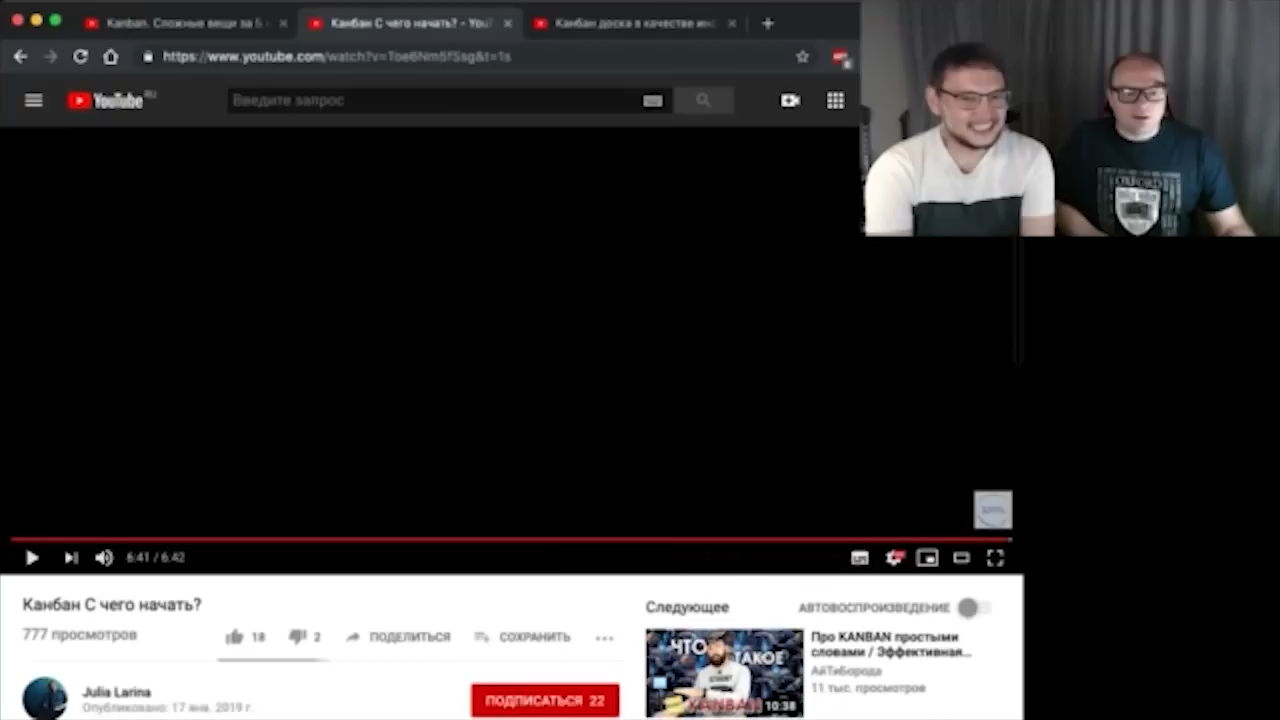 Kanban. Сложные вещи за 5
Канбан С чего начать? - YouT
Канбан доска в качестве инс
https://www.youtube.com/watch?v=Toe6Nm5fSsg&t=1s
YouTube RU
Введите запрос
OXFORD
6:41 / 6:42
Канбан С чего начать?
777 просмотров
18
2
ПОДЕЛИТЬСЯ
СОХРАНИТЬ
Julia Larina
Опубликовано: 17 янв. 2019 г.
ПОДПИСАТЬСЯ 22
Следующее
АВТОВОСПРОИЗВЕДЕНИЕ
ЧТО
ТАКОЕ
KANBAN
10:38
Про KANBAN простыми
словами / Эффективная...
АйТиБорода
11 тыс. просмотров